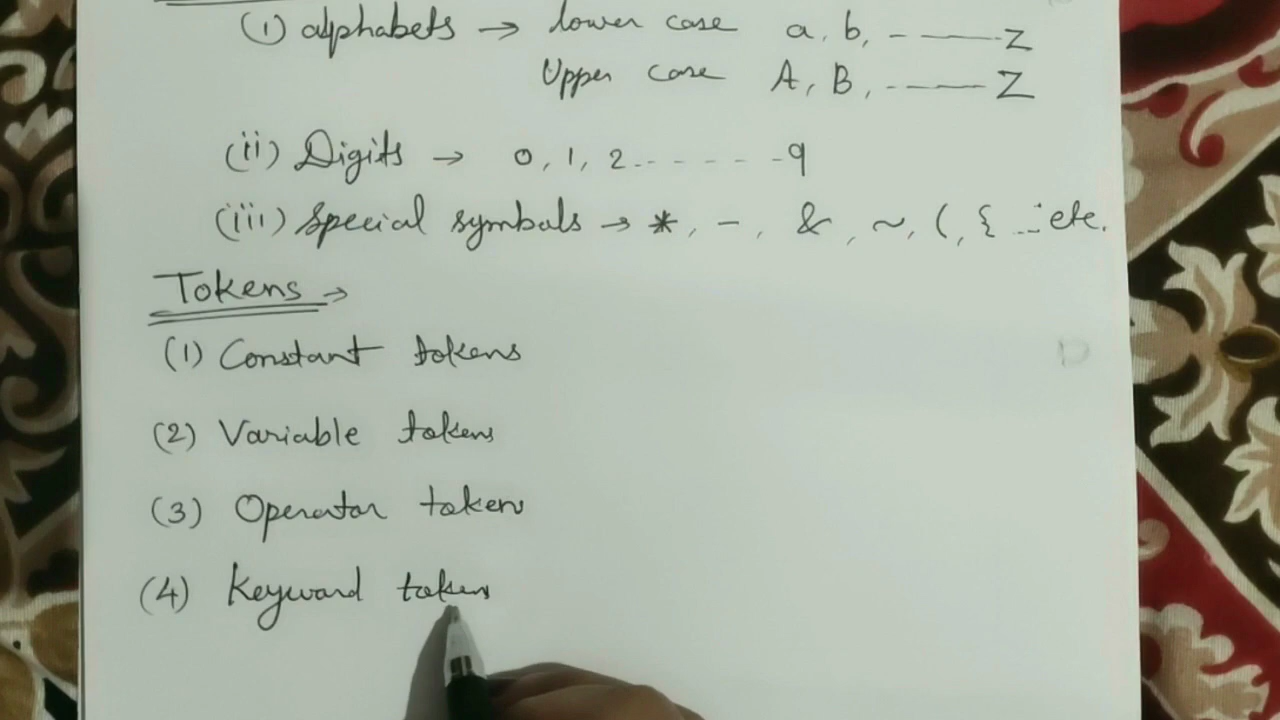 (i) alphabets → lower case a, b, - ——— z
Upper case A, B, - ——— Z
(ii) Digits → 0, 1, 2 - - - - - - 9
(iii) special symbols → *, -, &, ~, (, { ... etc.
Tokens →
(1) Constant tokens
(2) Variable tokens
(3) Operator tokens
(4) Keyword tokens